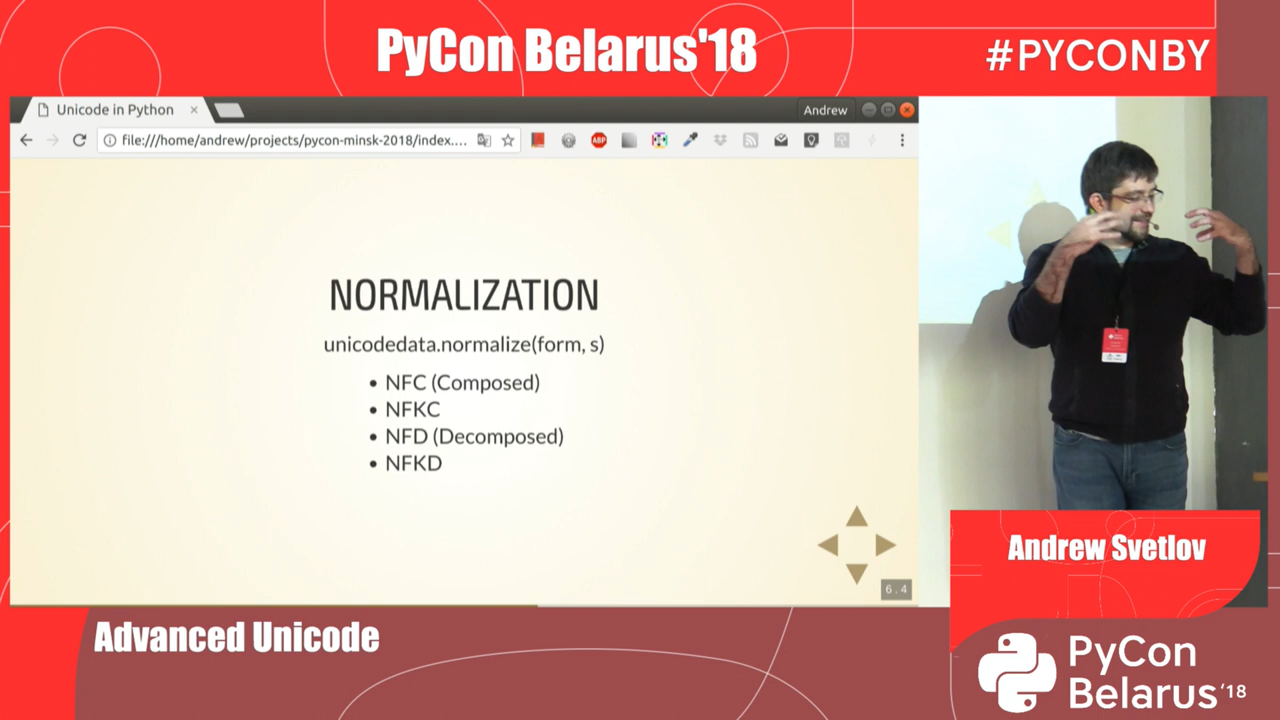 PyCon Belarus'18
#PYCONBY
Unicode in Python
Andrew
file:///home/andrew/projects/pycon-minsk-2018/index....
ABP
NORMALIZATION
unicodedata.normalize(form, s)
• NFC (Composed)
• NFKC
• NFD (Decomposed)
• NFKD
6.4
Andrew Svetlov
Advanced Unicode
PyCon
Belarus '18